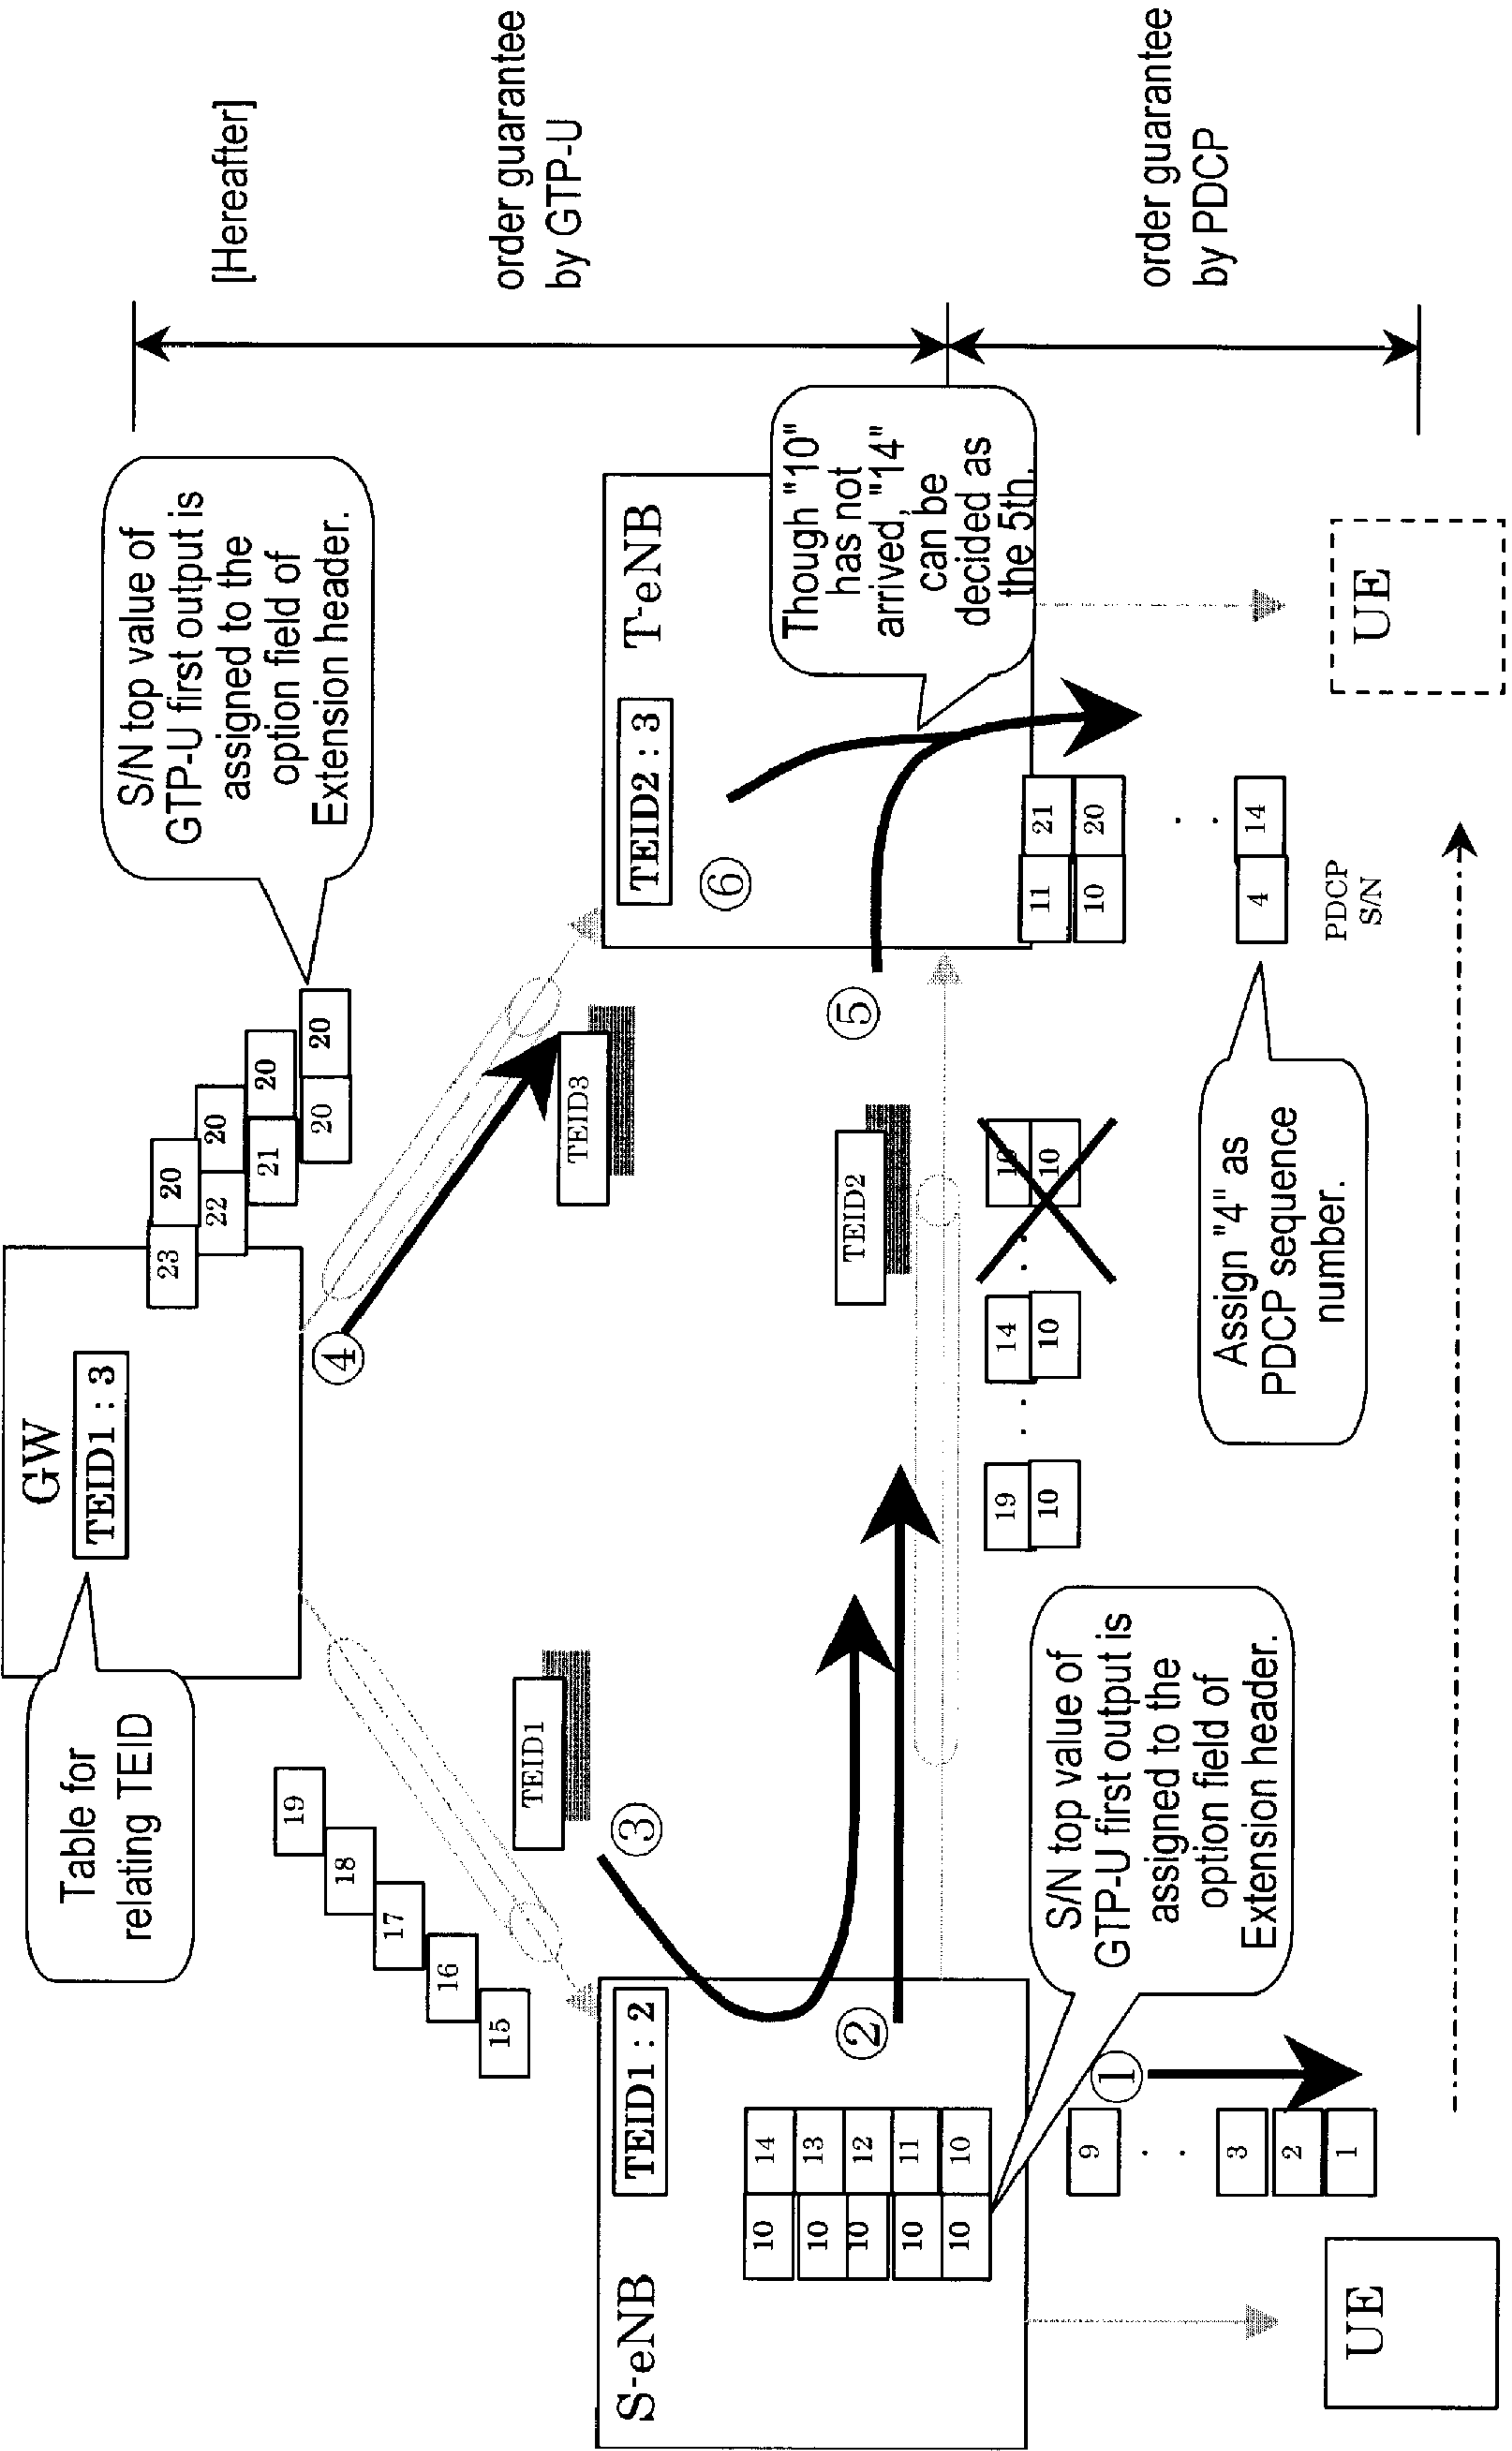 GW
TEID1 : 3
Table for
relating TEID
S/N top value of
GTP-U first output is
assigned to the
option field of
Extension header.
[Hereafter]
23 20
22 20
21 20
20 20
19
18
17
16
15
④
order guarantee
by GTP-U
TEID1
TEID3
S-eNB
TEID1 : 2
③
T-eNB
TEID2 : 3
⑥
10 14
10 13
10 12
10 11
10 10
②
TEID2
⑤
Though "10"
has not
arrived, "14"
can be
decided as
the 5th.
19
10
14
10
10
10
11 21
10 20
4 14
PDCP
S/N
S/N top value of
GTP-U first output is
assigned to the
option field of
Extension header.
①
9
3
2
1
Assign "4" as
PDCP sequence
number.
order guarantee
by PDCP
UE
UE